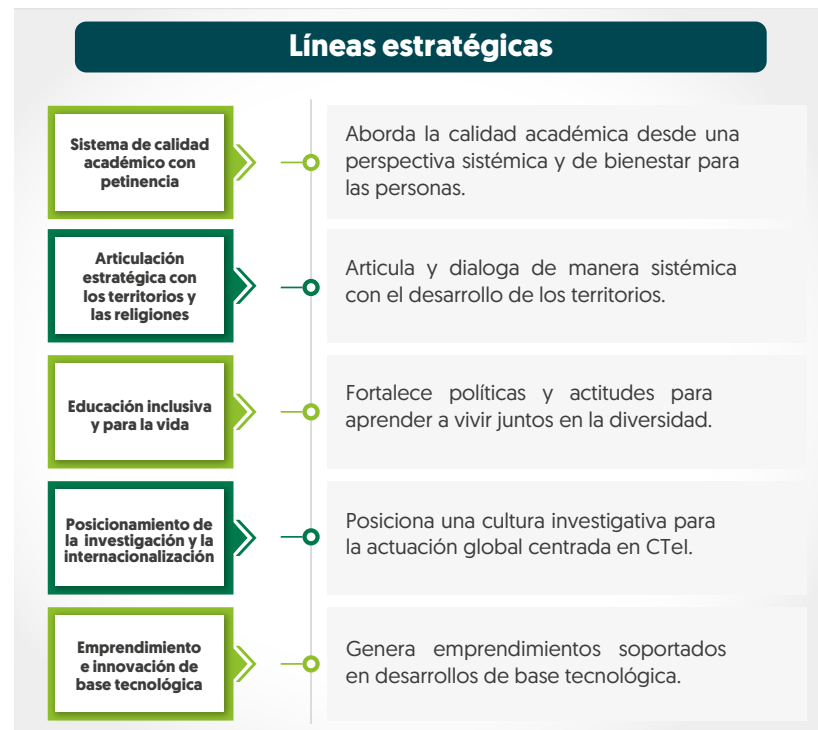 Líneas estratégicas
Sistema de calidad
académico con
petinencia
Aborda la calidad académica desde una
perspectiva sistémica y de bienestar para
las personas.
Articulación
estratégica con
los territorios y
las religiones
Articula y dialoga de manera sistémica
con el desarrollo de los territorios.
Educación inclusiva
y para la vida
Fortalece políticas y actitudes para
aprender a vivir juntos en la diversidad.
Posicionamiento de
la investigación y la
internacionalización
Posiciona una cultura investigativa para
la actuación global centrada en CTeI.
Emprendimiento
e innovación de
base tecnológica
Genera emprendimientos soportados
en desarrollos de base tecnológica.